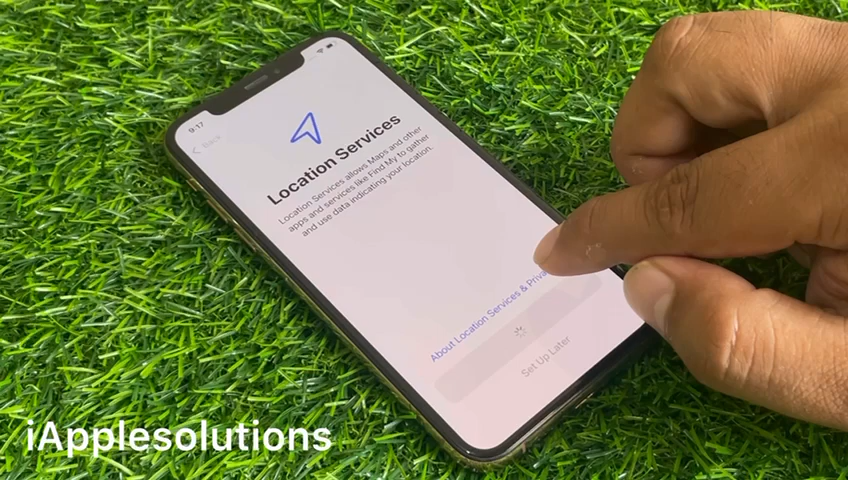 9:17
Back
Location Services
Location Services allows Maps and other
apps and services like Find My to gather
and use data indicating your location.
About Location Services &
Set Up Later
iApplesolutions